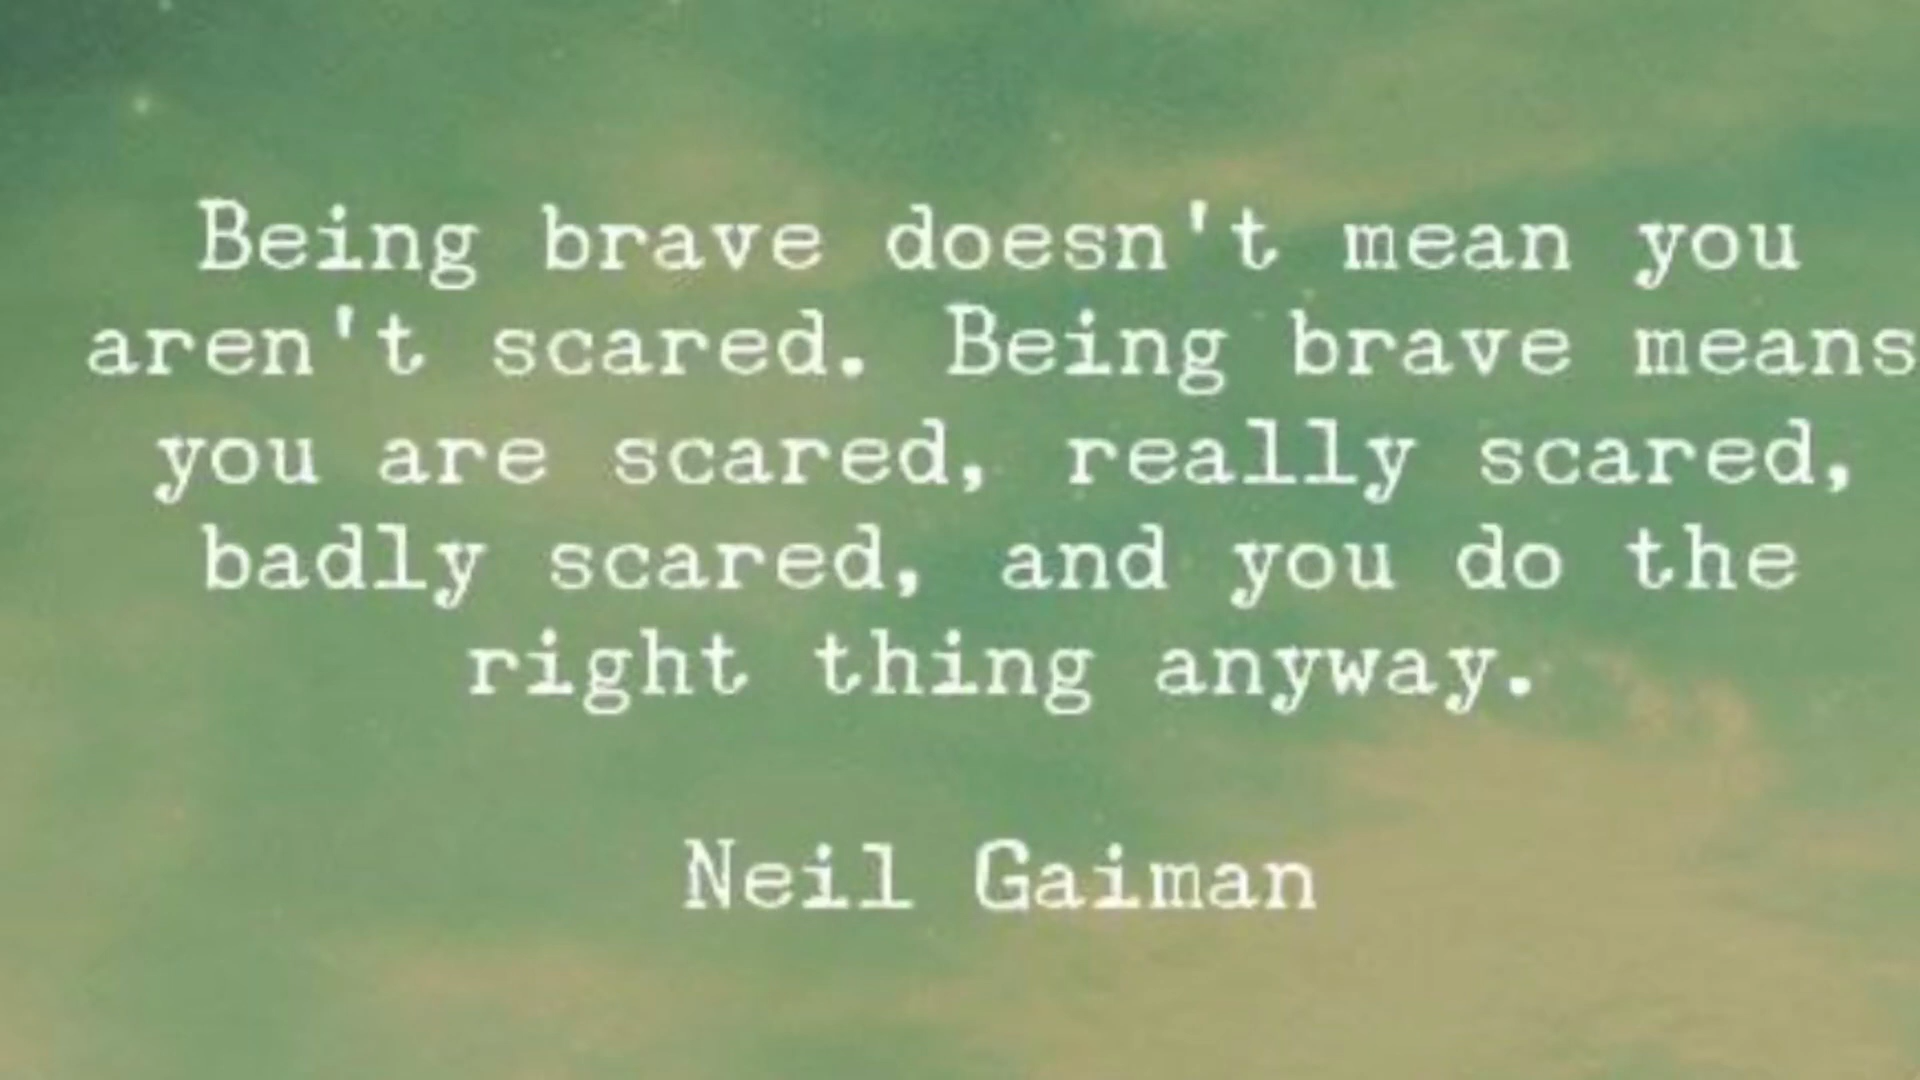 Being brave doesn't mean you
aren't scared. Being brave means
you are scared, really scared,
badly scared, and you do the
right thing anyway.
Neil Gaiman